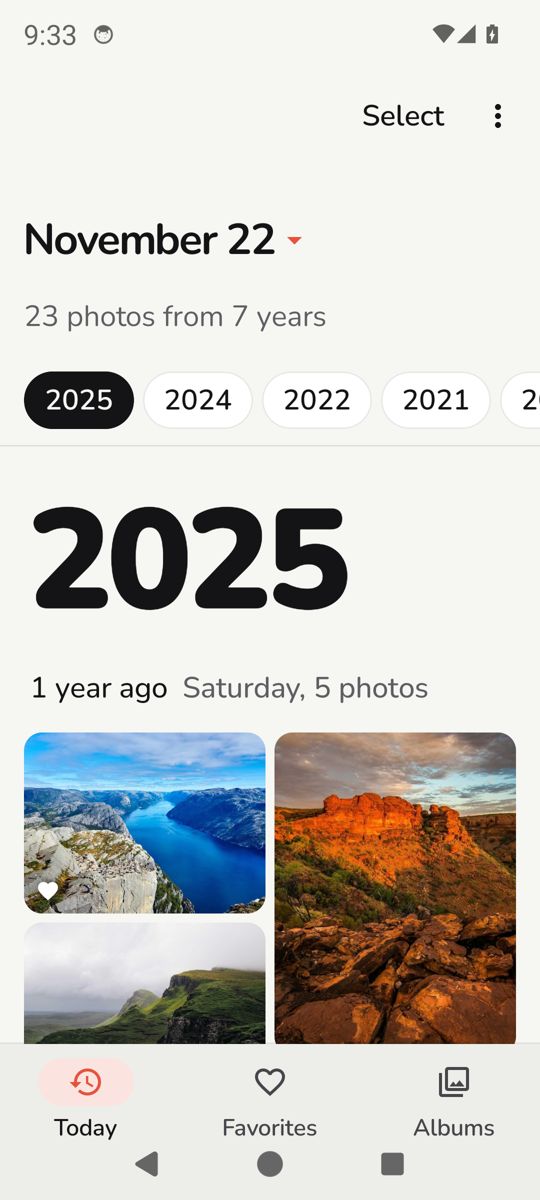 9:33
Select
November 22
23 photos from 7 years
2025
2024
2022
2021
2025
1 year ago Saturday, 5 photos
Today
Favorites
Albums